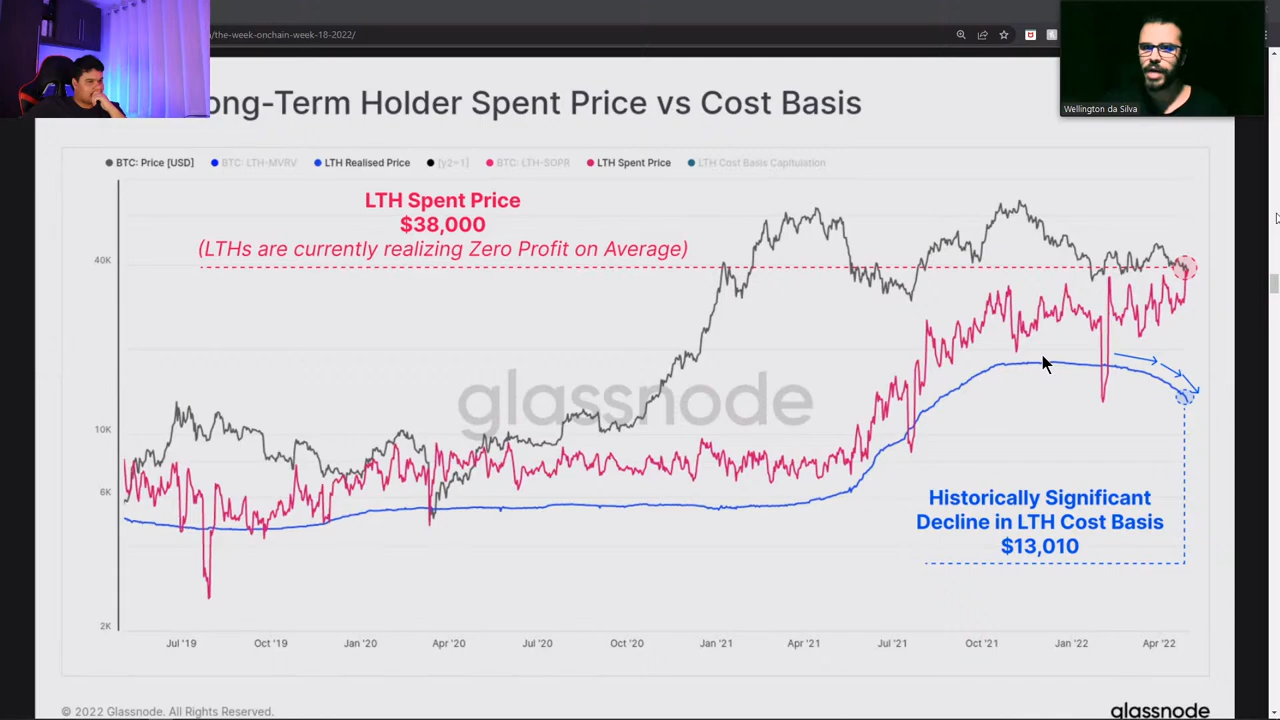 /the-week-onchain-week-18-2022/
Wellington da Silva
ong-Term Holder Spent Price vs Cost Basis
BTC: Price [USD] BTC: LTH-MVRV LTH Realised Price [y2=1] BTC: LTH-SOPR LTH Spent Price LTH Cost Basis Capitulation
LTH Spent Price
$38,000
(LTHs are currently realizing Zero Profit on Average)
40K
glassnode
10K
6K
Historically Significant
Decline in LTH Cost Basis
$13,010
2K
Jul '19 Oct '19 Jan '20 Apr '20 Jul '20 Oct '20 Jan '21 Apr '21 Jul '21 Oct '21 Jan '22 Apr '22
© 2022 Glassnode. All Rights Reserved.
glassnode